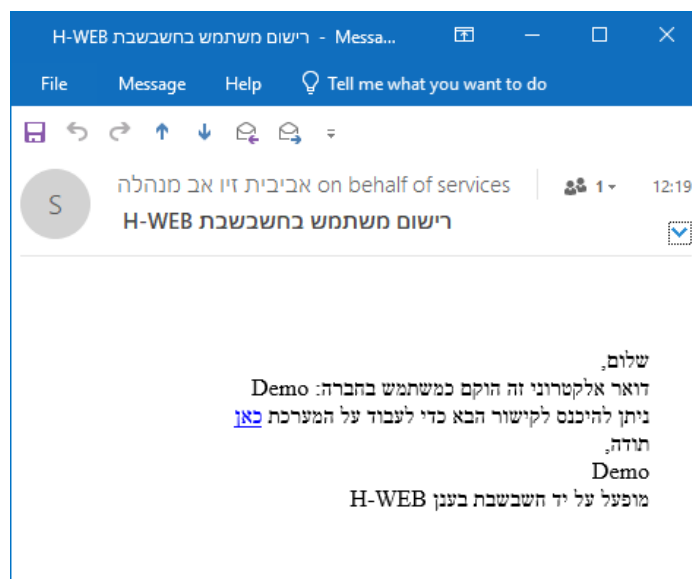 רישום משתמש בחשבשבת H-WEB - Messa...
File Message Help Tell me what you want to do
S
אביבית זיו אב מנהלה on behalf of services
1
12:19
רישום משתמש בחשבשבת H-WEB
שלום,
דואר אלקטרוני זה הוקם כמשתמש בחברה: Demo
ניתן להיכנס לקישור הבא כדי לעבוד על המערכת כאן
תודה,
Demo
מופעל על יד חשבשבת בענן H-WEB